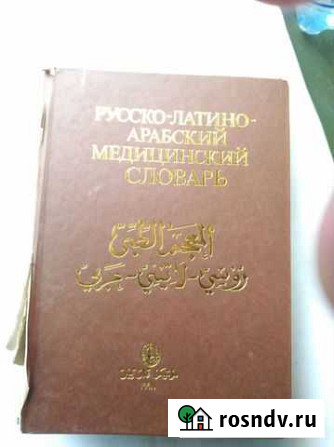 РУССКО-ЛАТИНО-
АРАБСКИЙ
МЕДИЦИНСКИЙ
СЛОВАРЬ
المعجم الطبي
روسي-لاتيني-عربي
rosndv.ru